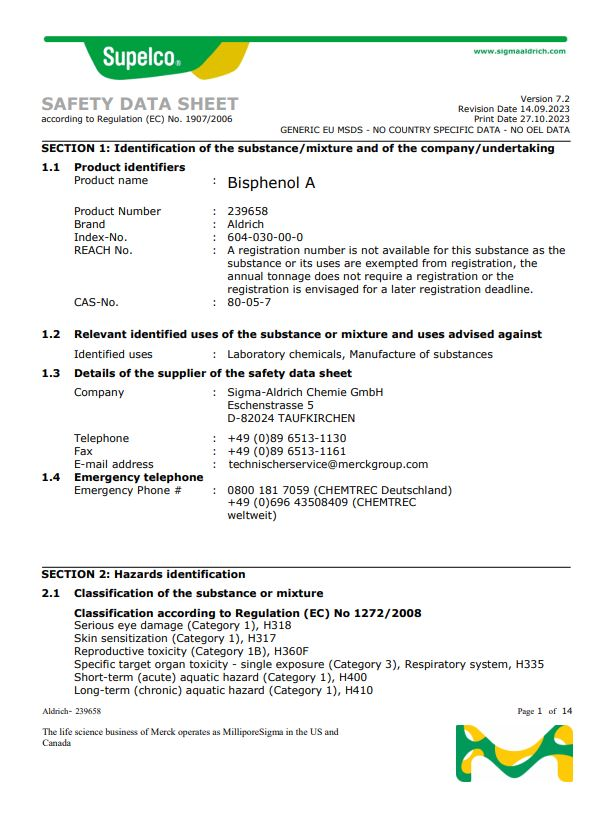 Supelco®
www.sigmaaldrich.com
SAFETY DATA SHEET
according to Regulation (EC) No. 1907/2006
Version 7.2
Revision Date 14.09.2023
Print Date 27.10.2023
GENERIC EU MSDS - NO COUNTRY SPECIFIC DATA - NO OEL DATA
SECTION 1: Identification of the substance/mixture and of the company/undertaking
1.1 Product identifiers
Product name : Bisphenol A
Product Number : 239658
Brand : Aldrich
Index-No. : 604-030-00-0
REACH No. : A registration number is not available for this substance as the
substance or its uses are exempted from registration, the
annual tonnage does not require a registration or the
registration is envisaged for a later registration deadline.
CAS-No. : 80-05-7
1.2 Relevant identified uses of the substance or mixture and uses advised against
Identified uses : Laboratory chemicals, Manufacture of substances
1.3 Details of the supplier of the safety data sheet
Company : Sigma-Aldrich Chemie GmbH
Eschenstrasse 5
D-82024 TAUFKIRCHEN
Telephone : +49 (0)89 6513-1130
Fax : +49 (0)89 6513-1161
E-mail address : technischerservice@merckgroup.com
1.4 Emergency telephone
Emergency Phone # : 0800 181 7059 (CHEMTREC Deutschland)
+49 (0)696 43508409 (CHEMTREC
weltweit)
SECTION 2: Hazards identification
2.1 Classification of the substance or mixture
Classification according to Regulation (EC) No 1272/2008
Serious eye damage (Category 1), H318
Skin sensitization (Category 1), H317
Reproductive toxicity (Category 1B), H360F
Specific target organ toxicity - single exposure (Category 3), Respiratory system, H335
Short-term (acute) aquatic hazard (Category 1), H400
Long-term (chronic) aquatic hazard (Category 1), H410
Aldrich- 239658
Page 1 of 14
The life science business of Merck operates as MilliporeSigma in the US and
Canada